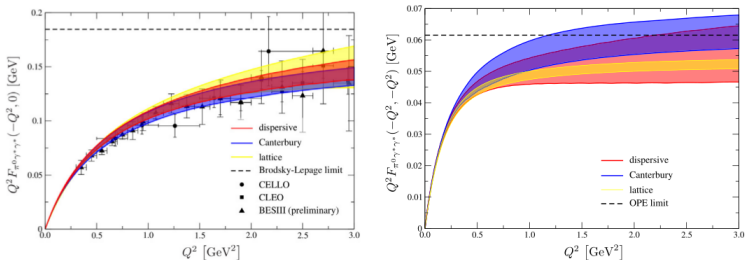 0.2
0.15
0.1
0.05
0
0.0
0.5
1.0
1.5
2.0
2.5
3.0
Q² F_{π⁰γ*γ*}(−Q², 0) [GeV]
Q² [GeV²]
dispersive
Canterbury
lattice
Brodsky-Lepage limit
CELLO
CLEO
BESIII (preliminary)
0.07
0.06
0.05
0.04
0.03
0.02
0.01
0
0.0
0.5
1.0
1.5
2.0
2.5
3.0
Q² F_{π⁰γ*γ*}(−Q², −Q²) [GeV]
Q² [GeV²]
dispersive
Canterbury
lattice
OPE limit